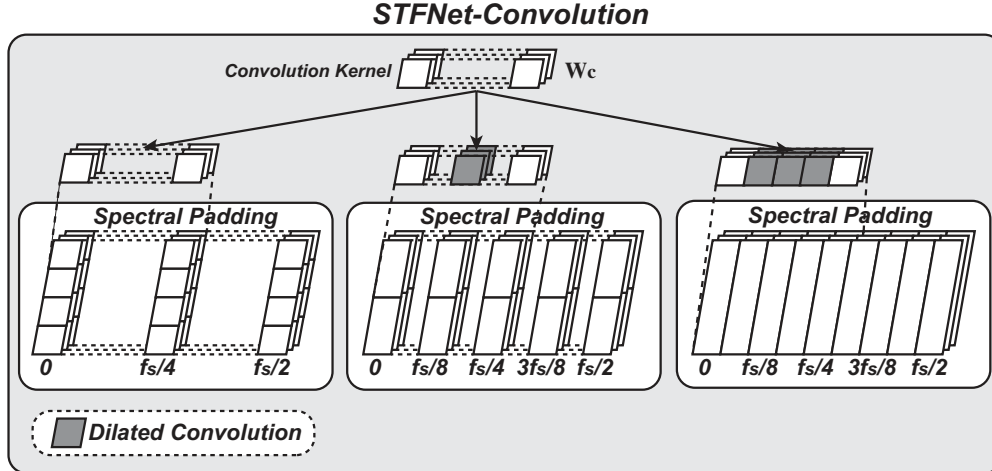 STFNet-Convolution
Convolution Kernel Wc
Spectral Padding Spectral Padding Spectral Padding
0 fs/4 fs/2 0 fs/8 fs/4 3fs/8 fs/2 0 fs/8 fs/4 3fs/8 fs/2
Dilated Convolution